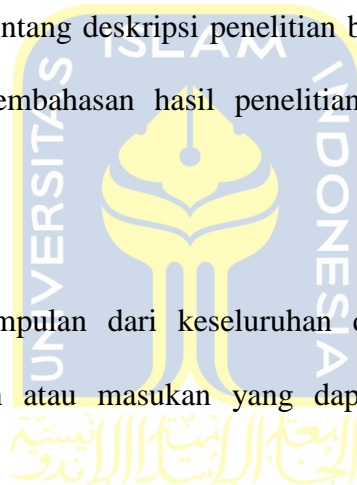 ntang deskripsi penelitian b
embahasan hasil penelitian
mpulan dari keseluruhan
atau masukan yang dap
UNIVERSITAS ISLAM INDONESIA